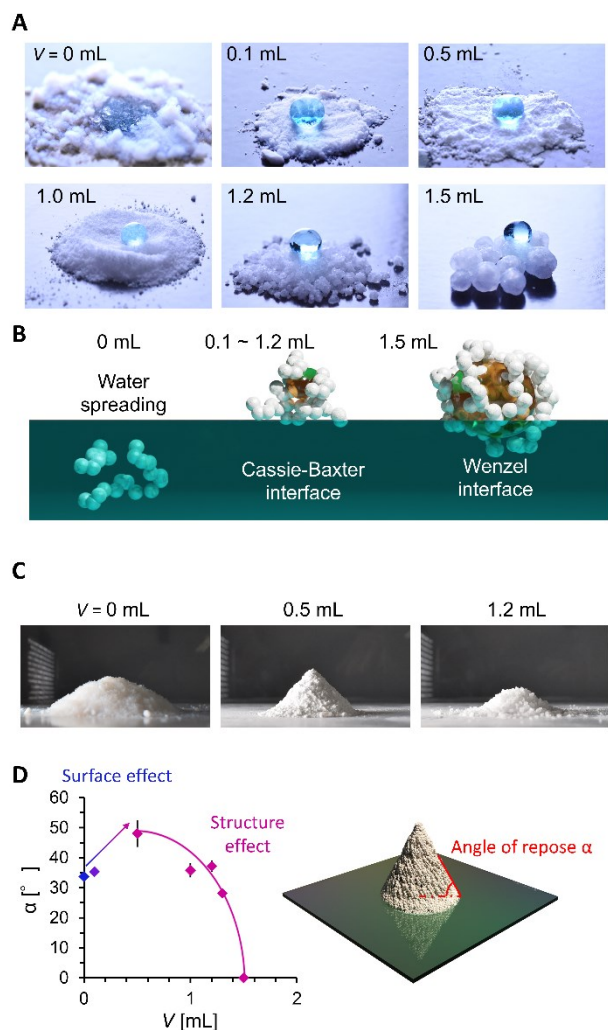 A
V = 0 mL
0.1 mL
0.5 mL
1.0 mL
1.2 mL
1.5 mL
B
0 mL
0.1 ~ 1.2 mL
1.5 mL
Water
spreading
Cassie-Baxter
interface
Wenzel
interface
C
V = 0 mL
0.5 mL
1.2 mL
D
Surface effect
Structure
effect
α [°]
60
50
40
30
20
10
0
0
1
2
V [mL]
Angle of repose α